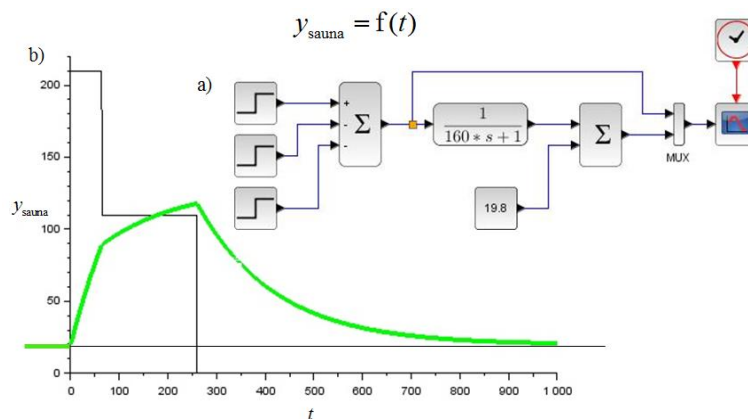 y_sauna = f(t)
b)
a)
+
-
-
Σ
1
160 * s + 1
Σ
MUX
19.8
200
150
100
50
0
y_sauna
0 100 200 300 400 500 600 700 800 900 1 000
t